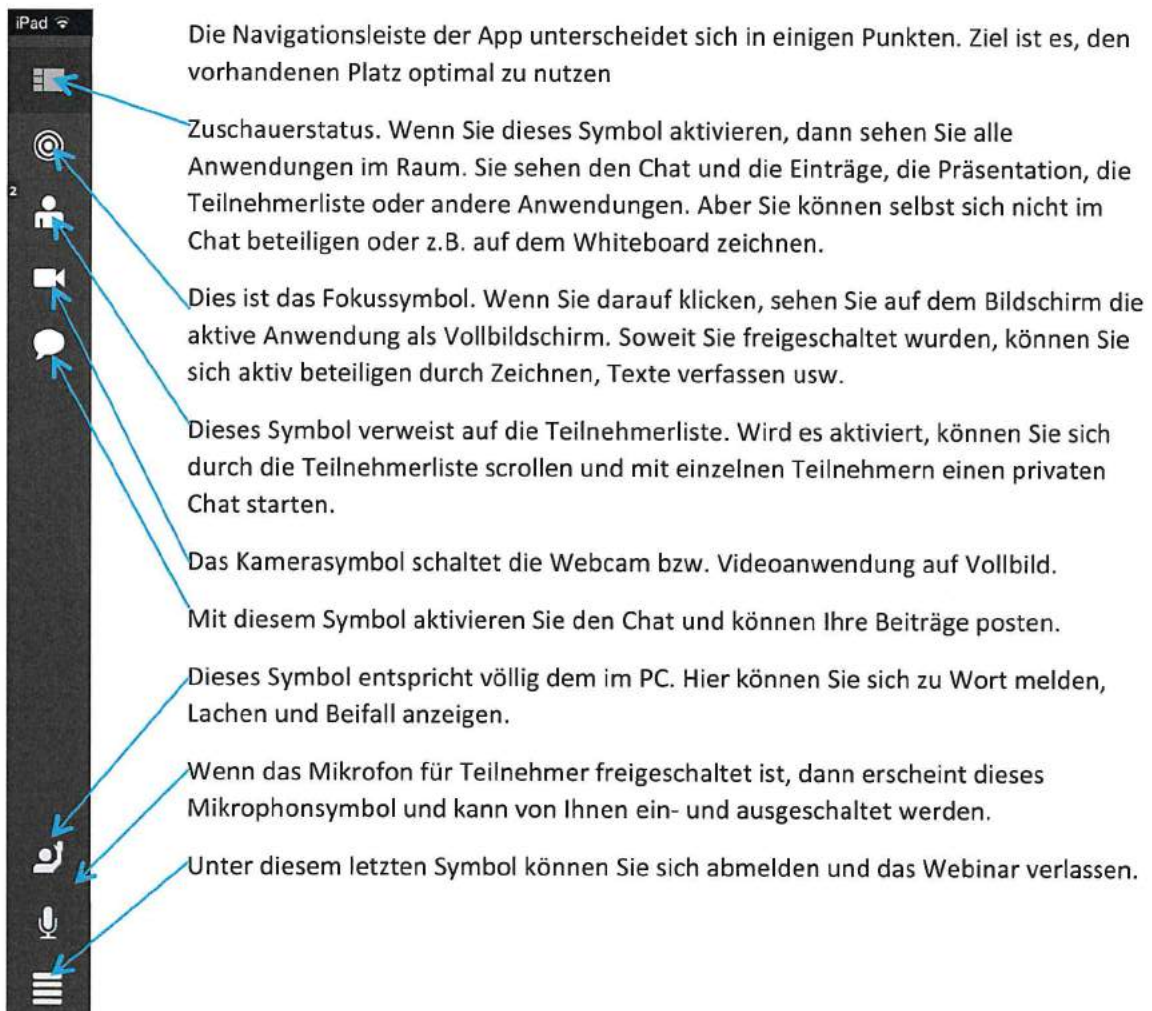 iPad
Die Navigationsleiste der App unterscheidet sich in einigen Punkten. Ziel ist es, den
vorhandenen Platz optimal zu nutzen
Zuschauerstatus. Wenn Sie dieses Symbol aktivieren, dann sehen Sie alle
Anwendungen im Raum. Sie sehen den Chat und die Einträge, die Präsentation, die
Teilnehmerliste oder andere Anwendungen. Aber Sie können selbst sich nicht im
Chat beteiligen oder z.B. auf dem Whiteboard zeichnen.
2
Dies ist das Fokussymbol. Wenn Sie darauf klicken, sehen Sie auf dem Bildschirm die
aktive Anwendung als Vollbildschirm. Soweit Sie freigeschaltet wurden, können Sie
sich aktiv beteiligen durch Zeichnen, Texte verfassen usw.
Dieses Symbol verweist auf die Teilnehmerliste. Wird es aktiviert, können Sie sich
durch die Teilnehmerliste scrollen und mit einzelnen Teilnehmern einen privaten
Chat starten.
Das Kamerasymbol schaltet die Webcam bzw. Videoanwendung auf Vollbild.
Mit diesem Symbol aktivieren Sie den Chat und können Ihre Beiträge posten.
Dieses Symbol entspricht völlig dem im PC. Hier können Sie sich zu Wort melden,
Lachen und Beifall anzeigen.
Wenn das Mikrofon für Teilnehmer freigeschaltet ist, dann erscheint dieses
Mikrophonsymbol und kann von Ihnen ein- und ausgeschaltet werden.
Unter diesem letzten Symbol können Sie sich abmelden und das Webinar verlassen.